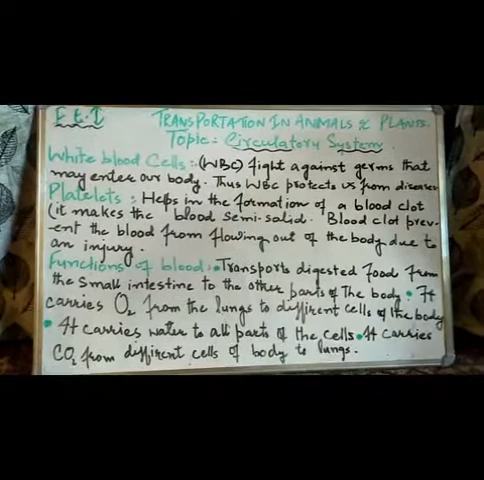 E.t.I TRANSPORTATION IN ANIMALS & PLANTS.
Topic: Circulatory System.
White blood Cells:- (WBC) fight against germs that
may enter our body. Thus WBC protects us from diseases
Platelets: Heps in the formation of a blood clot
(it makes the blood semi-solid. Blood clot prev-
ent the blood from flowing out of the body due to
an injury.
Functions of blood:• Transports digested food from
the small intestine to the other parts of The body • It
carries O2 from the lungs to diffirent cells of the body
• It carries water to all parts of the cells • It carries
CO2 from diffirent cells of body to lungs.